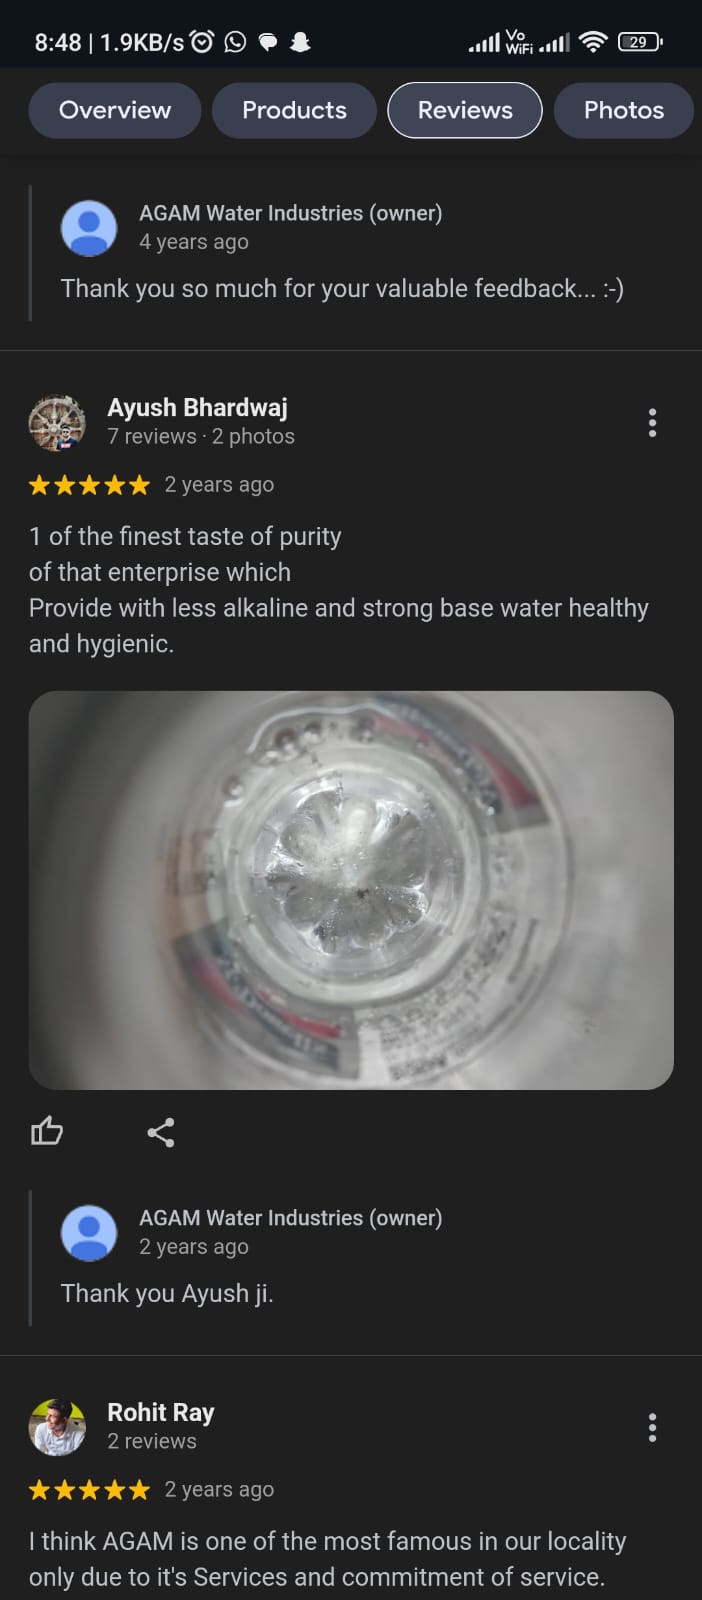 8:48 | 1.9KB/s
Vo
WiFi
29
Overview
Products
Reviews
Photos
AGAM Water Industries (owner)
4 years ago
Thank you so much for your valuable feedback... :-)
Ayush Bhardwaj
7 reviews · 2 photos
2 years ago
1 of the finest taste of purity
of that enterprise which
Provide with less alkaline and strong base water healthy
and hygienic.
AGAM Water Industries (owner)
2 years ago
Thank you Ayush ji.
Rohit Ray
2 reviews
2 years ago
I think AGAM is one of the most famous in our locality
only due to it's Services and commitment of service.